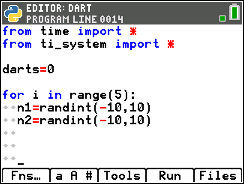 EDITOR: DART
PROGRAM LINE 0014
from time import *
from ti_system import *
darts=0
for i in range(5):
n1=randint(-10,10)
n2=randint(-10,10)
Fns… a A # Tools Run Files